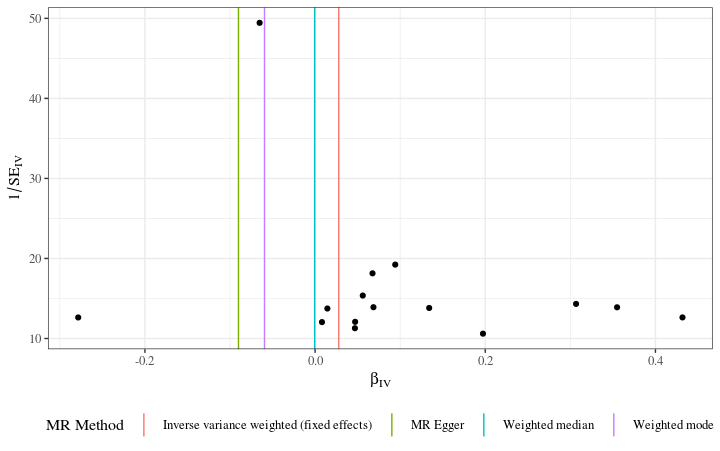 50
40
30
20
10
1/SE_IV
-0.2 0.0 0.2 0.4
β_IV
MR Method Inverse variance weighted (fixed effects) MR Egger Weighted median Weighted mode